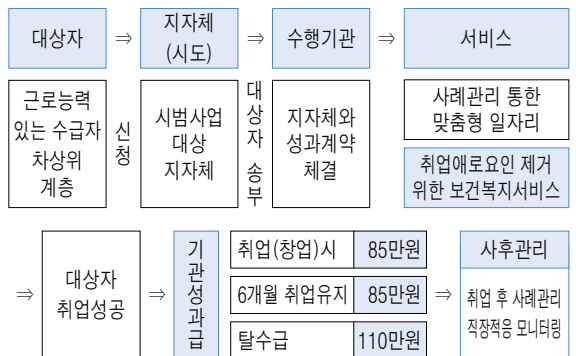 대상자 ⇒ 지자체 (시도) ⇒ 수행기관 ⇒ 서비스
근로능력
있는 수급자
차상위
계층
신청
시범사업
대상
지자체
대상자 송부
지자체와
성과계약
체결
사례관리 통한
맞춤형 일자리
취업애로요인 제거
위한 보건복지서비스
⇒
대상자
취업성공
⇒
기관성과급
취업(창업)시 85만원
6개월 취업유지 85만원
탈수급 110만원
⇒
사후관리
취업 후 사례관리
직장적응 모니터링